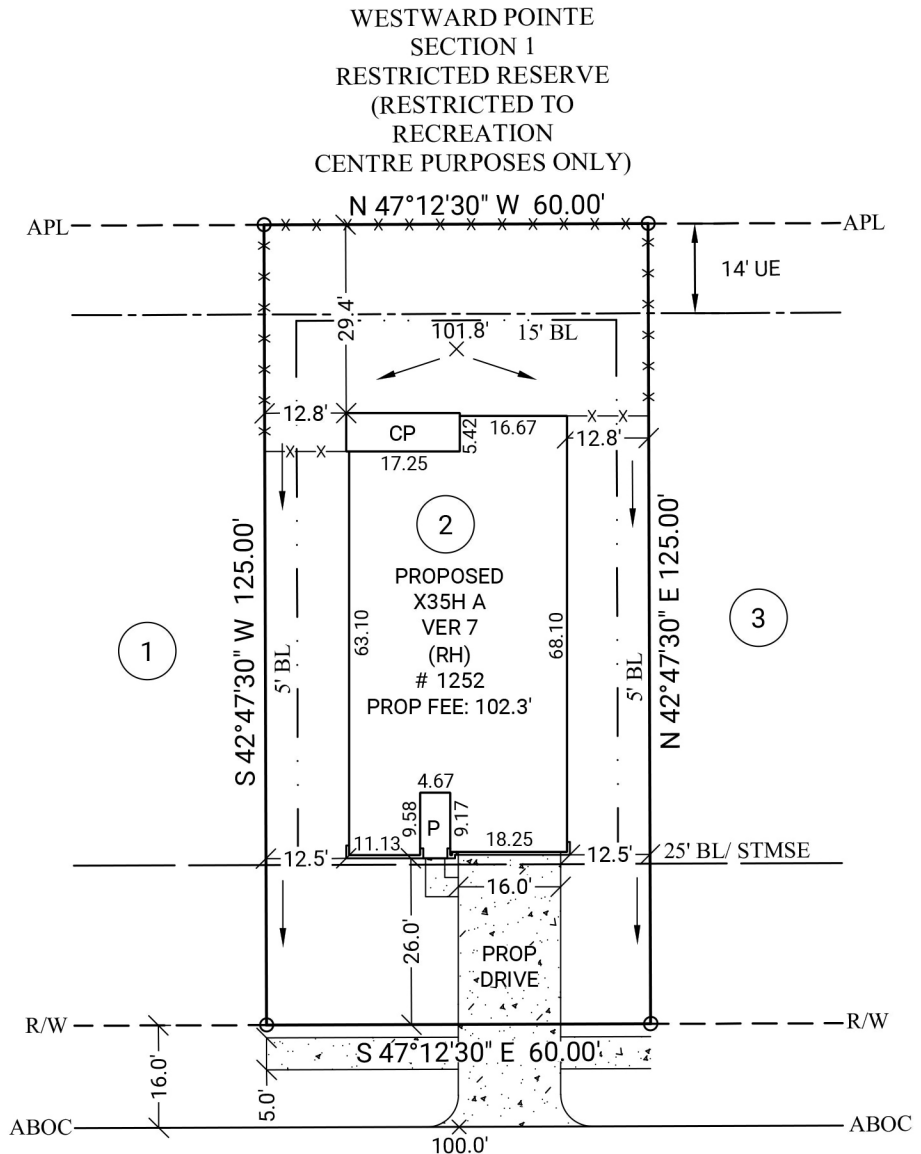 WESTWARD POINTE
SECTION 1
RESTRICTED RESERVE
(RESTRICTED TO
RECREATION
CENTRE PURPOSES ONLY)
N 47°12'30" W 60.00'
APL
APL
14' UE
29.4'
101.8'
15' BL
12.8'
CP
5.42
16.67
12.8'
17.25
2
S 42°47'30" W 125.00'
N 42°47'30" E 125.00'
PROPOSED
X35H A
VER 7
(RH)
# 1252
PROP FEE: 102.3'
63.10
68.10
1
3
5' BL
5' BL
4.67
9.58
P
9.17
11.13
18.25
12.5'
12.5'
25' BL/ STMSE
16.0'
26.0'
PROP
DRIVE
R/W
R/W
S 47°12'30" E 60.00'
16.0'
5.0'
ABOC
ABOC
100.0'